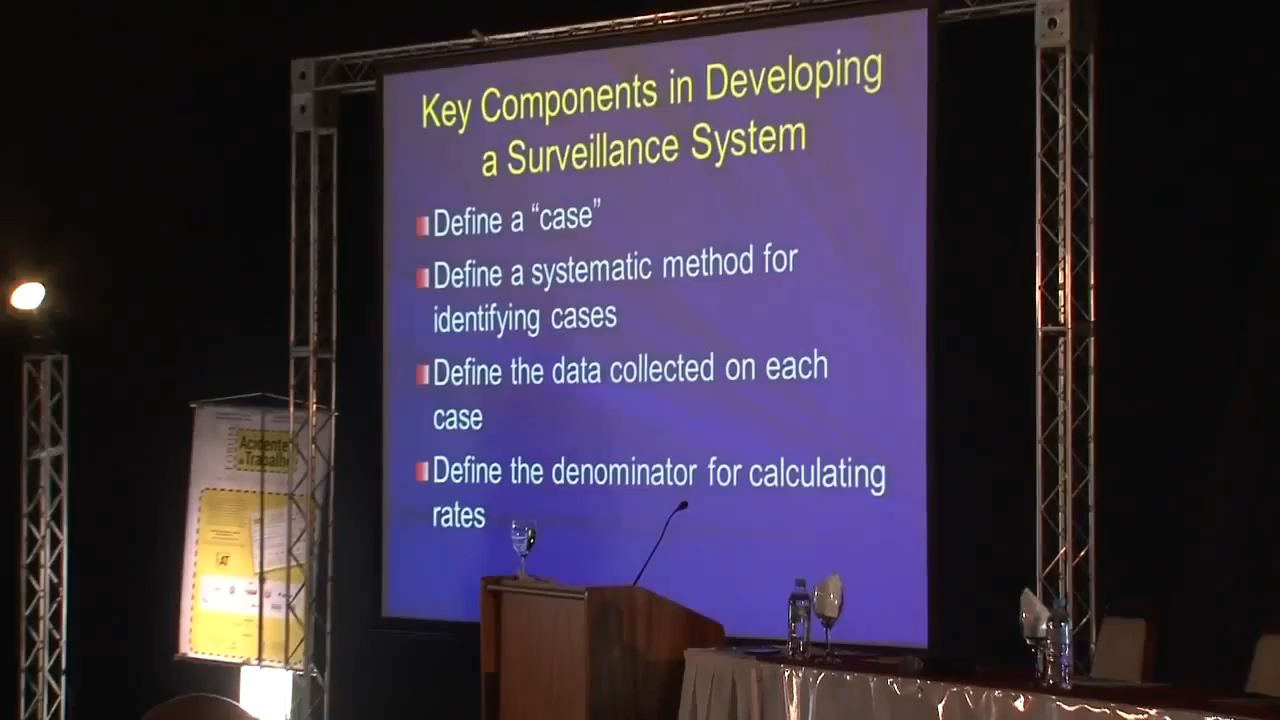 Key Components in Developing
a Surveillance System
Define a “case”
Define a systematic method for
identifying cases
Define the data collected on each
case
Define the denominator for calculating
rates
Acidente
Trabalho
AT